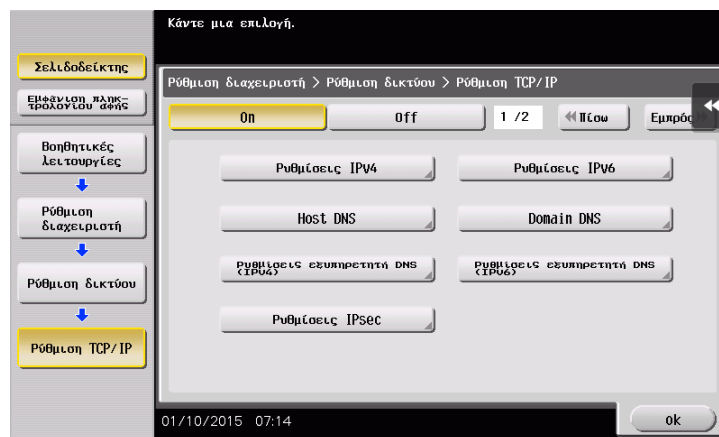 Κάντε μια επιλογή.
Σελιδοδείκτης
Εμφάνιση πληκ-
τρολογίου αφής
Βοηθητικές
λειτουργίες
Ρύθμιση
διαχειριστή
Ρύθμιση δικτύου
Ρύθμιση TCP/IP
Ρύθμιση διαχειριστή > Ρύθμιση δικτύου > Ρύθμιση TCP/IP
On
Off
1 /2
Πίσω
Εμπρός
Ρυθμίσεις IPv4
Ρυθμίσεις IPv6
Host DNS
Domain DNS
Ρυθμίσεις εξυπηρετητή DNS
(IPv4)
Ρυθμίσεις εξυπηρετητή DNS
(IPv6)
Ρυθμίσεις IPsec
01/10/2015 07:14
ok